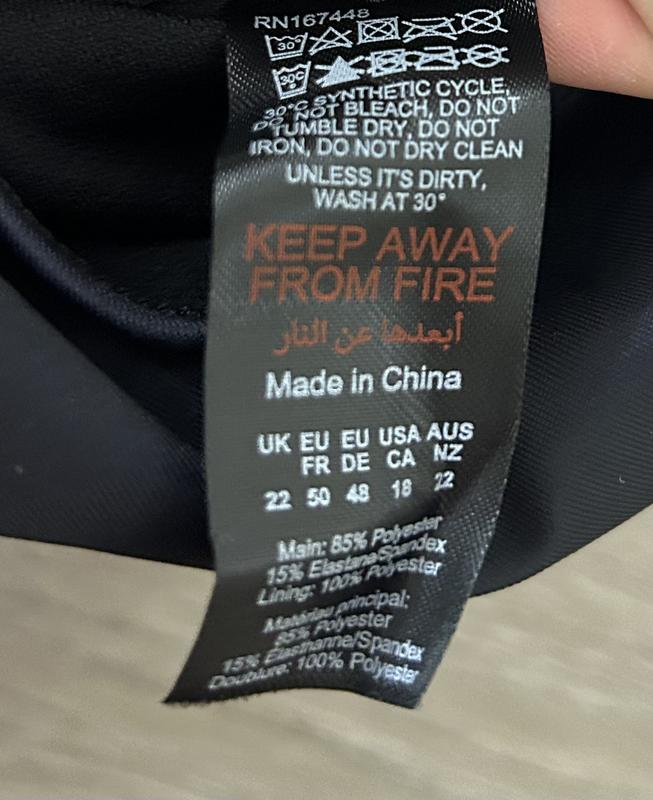 RN167448
30°
30°C
30°C SYNTHETIC CYCLE,
DO NOT BLEACH, DO NOT
TUMBLE DRY, DO NOT
IRON, DO NOT DRY CLEAN
UNLESS IT'S DIRTY,
WASH AT 30°
KEEP AWAY
FROM FIRE
أبعدها عن النار
Made in China
UK EU EU USA AUS
FR DE CA NZ
22 50 48 18 22
Main: 85% Polyester
15% Elastane/Spandex
Lining: 100% Polyester
Matériau principal:
85% Polyester
15% Elasthanne/Spandex
Doublure: 100% Polyester